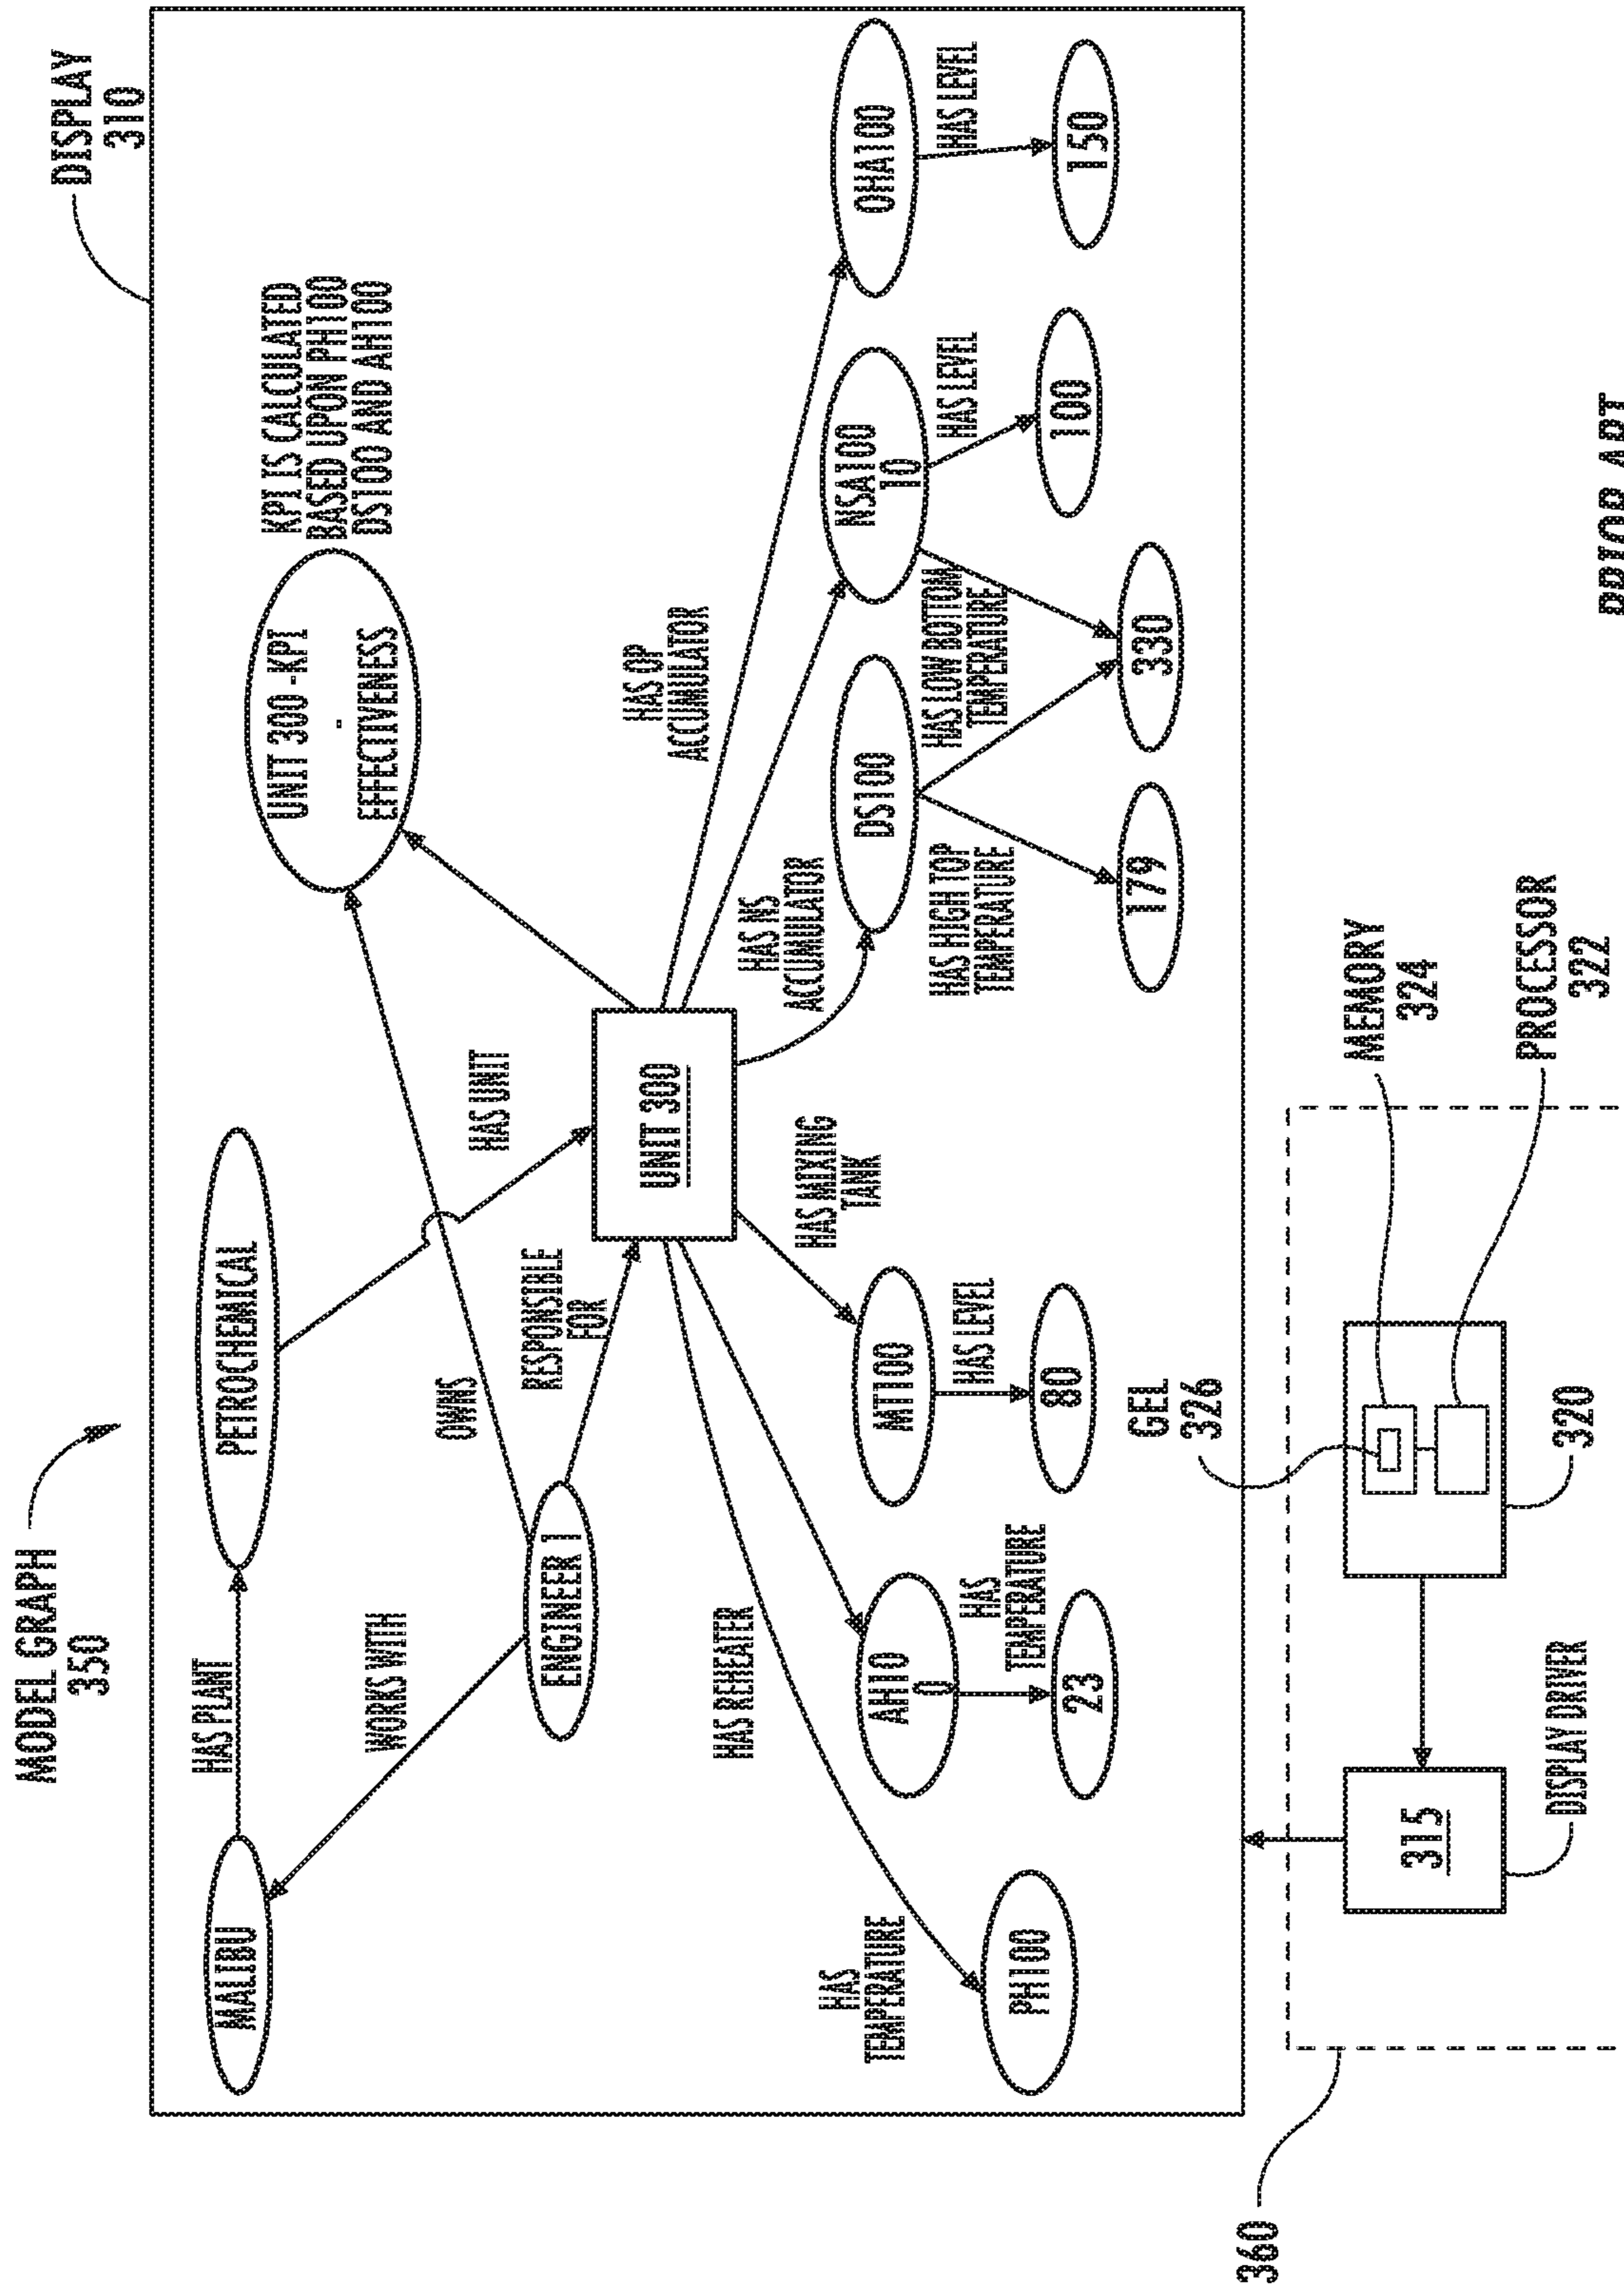 MODEL GRAPH
350
DISPLAY
310
MALIBU
HAS PLANT
PETROCHEMICAL
UNIT 300 -KPI
-
EFFECTIVENESS
KPI IS CALCULATED
BASED UPON PH100
DS100 AND AH100
WORKS WITH
OWNS
HAS UNIT
ENGINEER 1
RESPONSIBLE
FOR
UNIT 300
HAS OP
ACCUMULATOR
HAS REHEATER
HAS MIXING
TANK
HAS NS
ACCUMULATOR
HAS
TEMPERATURE
PH100
AH10
0
HAS
TEMPERATURE
23
MT100
HAS LEVEL
80
DS100
HAS HIGH TOP
TEMPERATURE
179
HAS LOW BOTTOM
TEMPERATURE
330
NSA100
10
HAS LEVEL
100
OHA100
HAS LEVEL
150
GEL
326
MEMORY
324
PROCESSOR
322
315
DISPLAY DRIVER
320
360
PRIOR ART